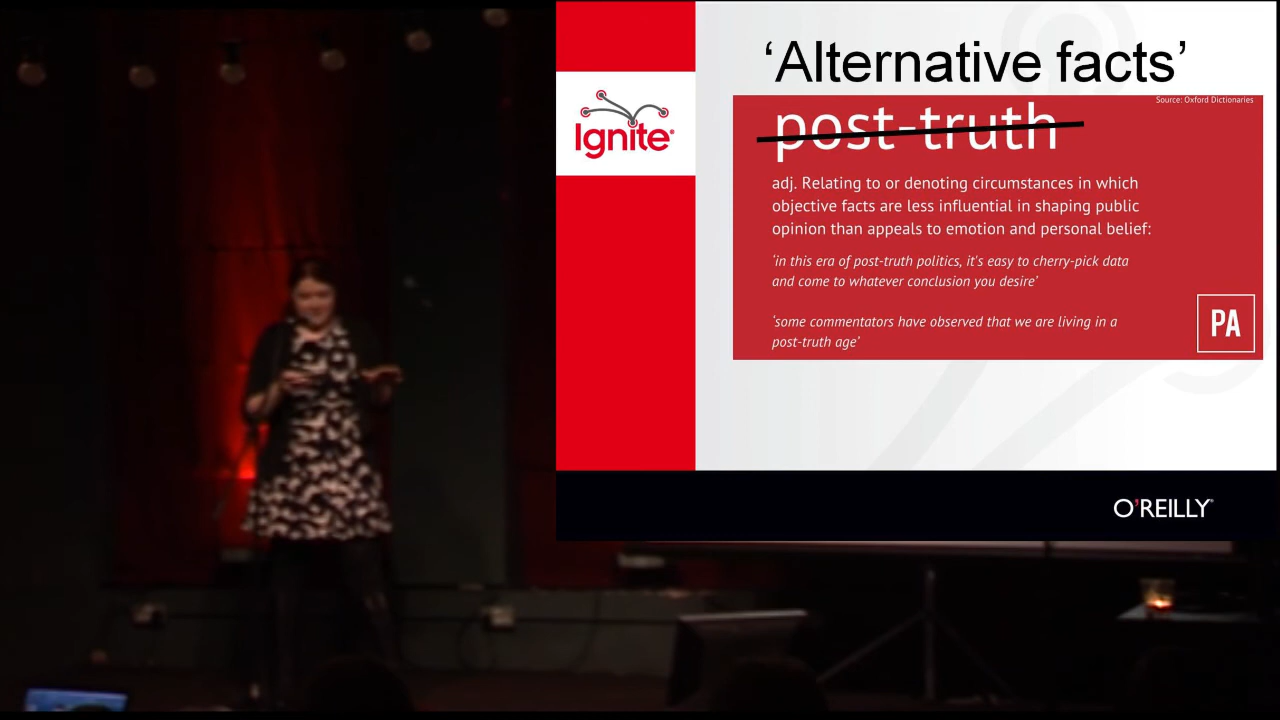 ‘Alternative facts’
Source: Oxford Dictionaries
post-truth
adj. Relating to or denoting circumstances in which
objective facts are less influential in shaping public
opinion than appeals to emotion and personal belief:
‘in this era of post-truth politics, it's easy to cherry-pick data
and come to whatever conclusion you desire’
‘some commentators have observed that we are living in a
post-truth age’
PA
Ignite
O'REILLY